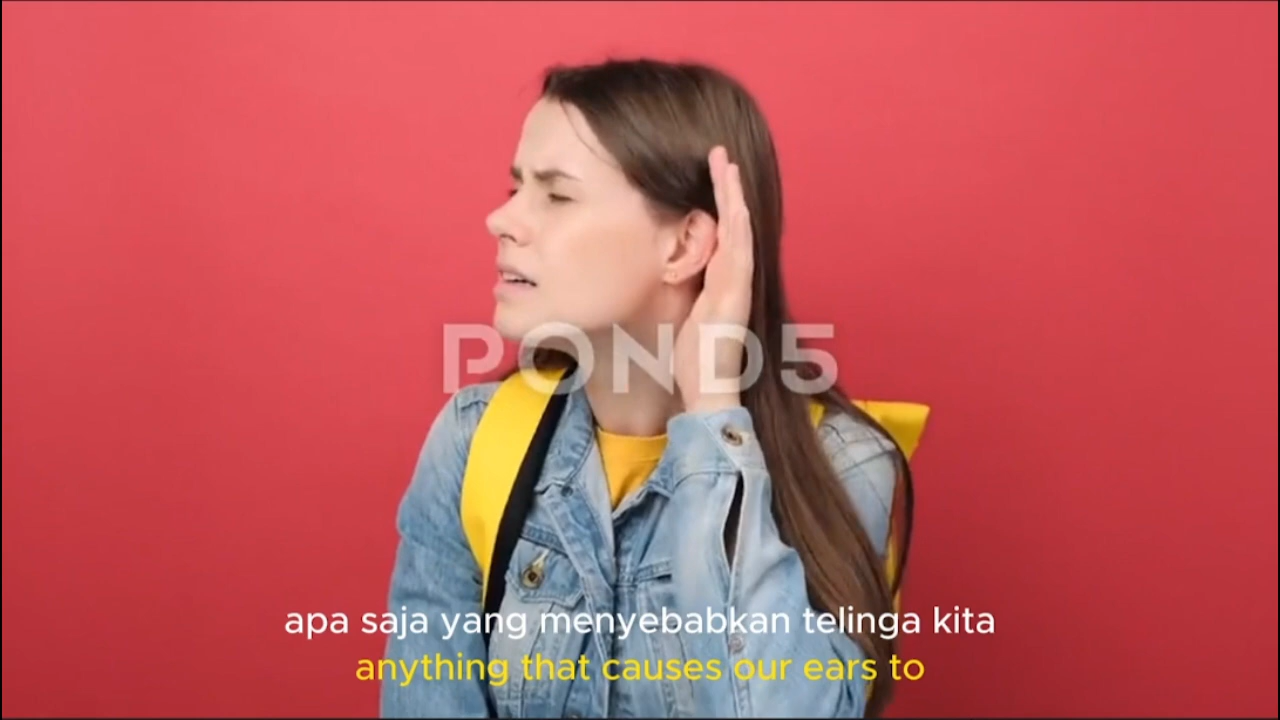 POND5
apa saja yang menyebabkan telinga kita
anything that causes our ears to